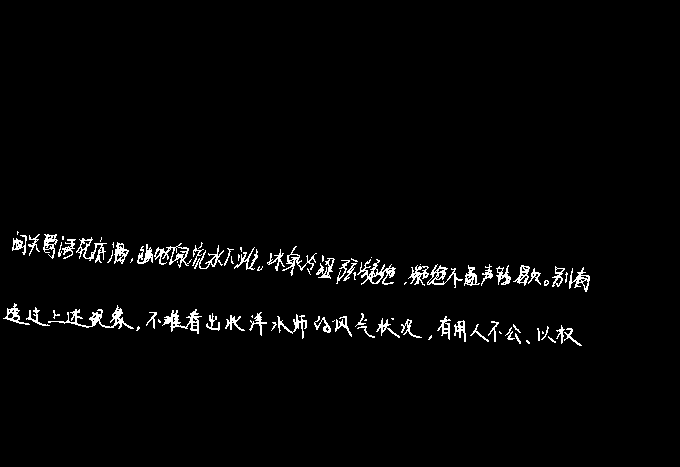 间关莺语花底滑，幽咽泉流水下滩。冰泉冷涩弦凝绝，凝绝不通声暂歇。别有
透过上述现象，不难看出北洋水师的风气状况，有用人不公、以权